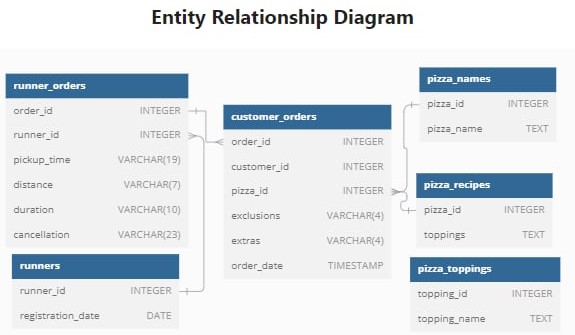 Entity Relationship Diagram
runner_orders
order_id INTEGER
runner_id INTEGER
pickup_time VARCHAR(19)
distance VARCHAR(7)
duration VARCHAR(10)
cancellation VARCHAR(23)
runners
runner_id INTEGER
registration_date DATE
customer_orders
order_id INTEGER
customer_id INTEGER
pizza_id INTEGER
exclusions VARCHAR(4)
extras VARCHAR(4)
order_date TIMESTAMP
pizza_names
pizza_id INTEGER
pizza_name TEXT
pizza_recipes
pizza_id INTEGER
toppings TEXT
pizza_toppings
topping_id INTEGER
topping_name TEXT